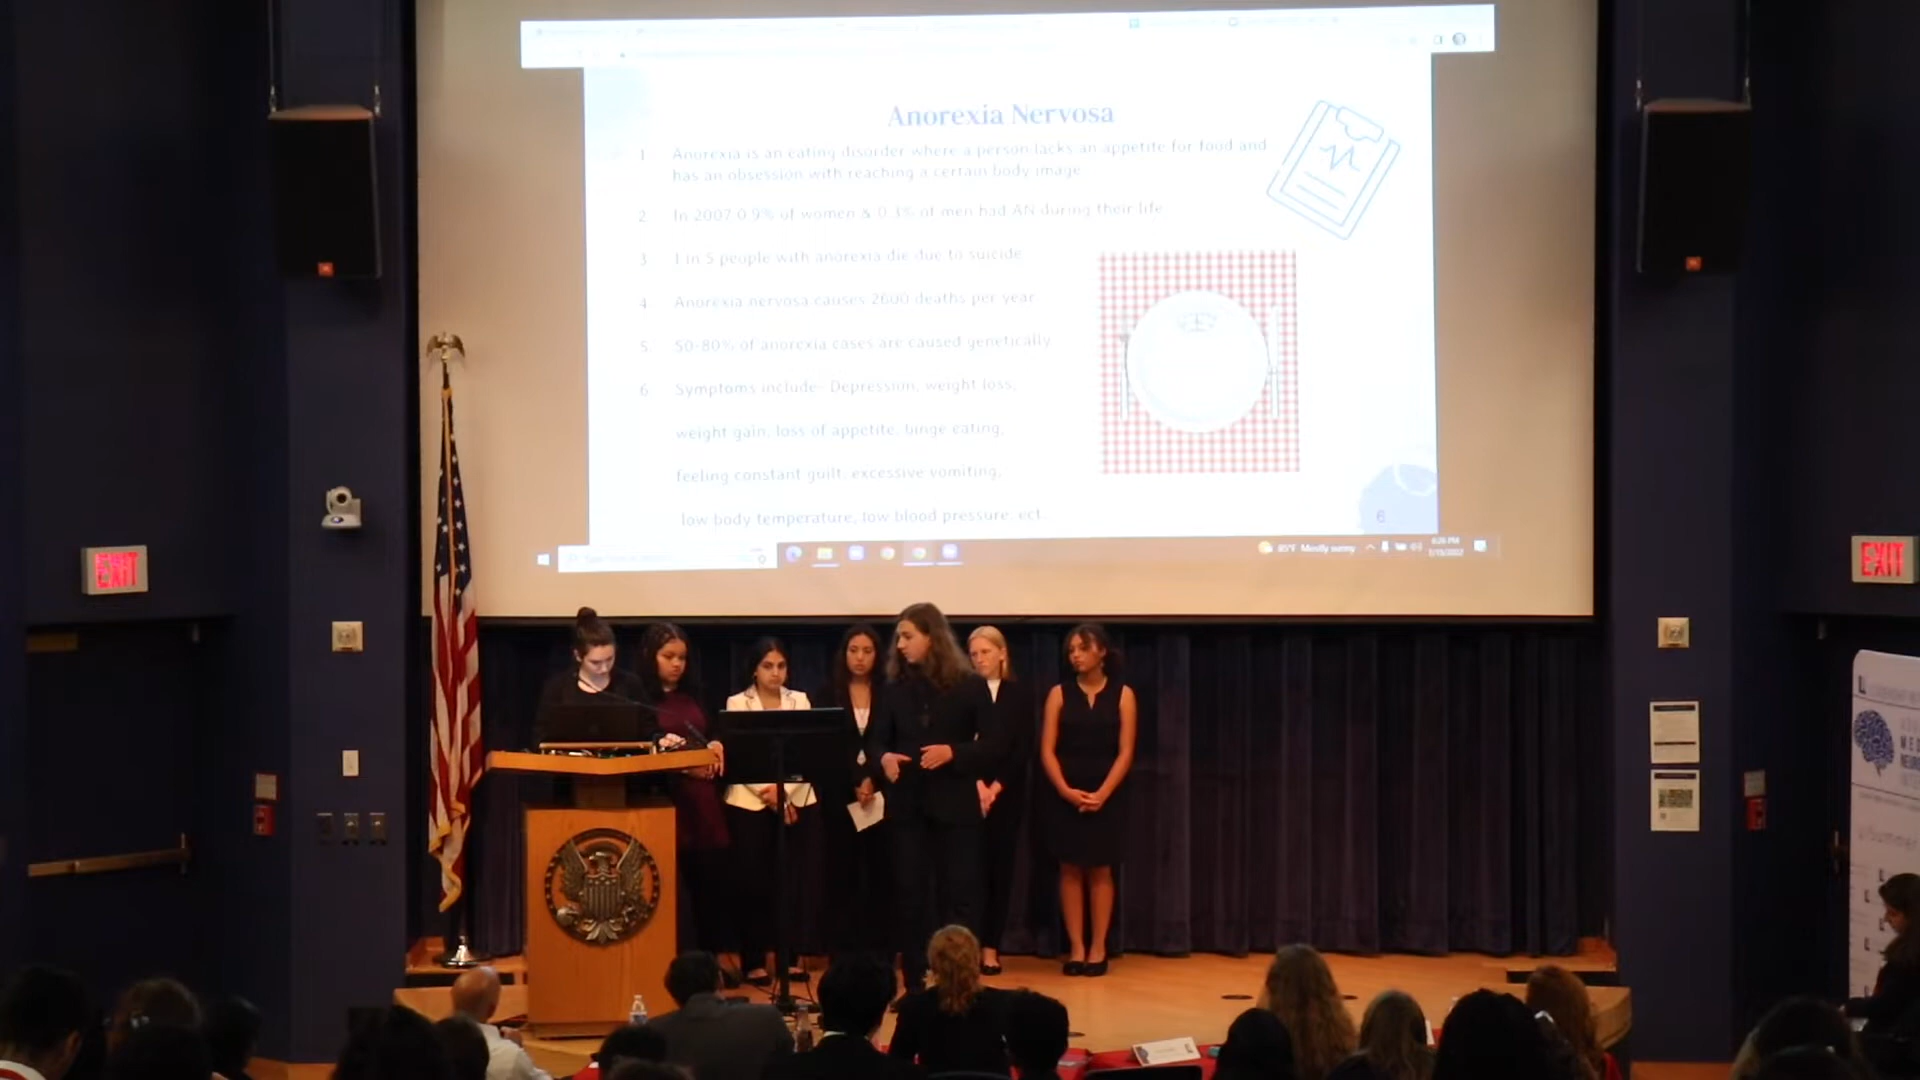 Anorexia Nervosa
1. Anorexia is an eating disorder where a person lacks an appetite for food and
has an obsession with reaching a certain body image.
2. In 2007 0.9% of women & 0.3% of men had AN during their life
3. 1 in 5 people with anorexia die due to suicide
4. Anorexia nervosa causes 2600 deaths per year
5. 50-80% of anorexia cases are caused genetically
6. Symptoms include- Depression, weight loss,
weight gain, loss of appetite, binge eating,
feeling constant guilt, excessive vomiting,
low body temperature, low blood pressure, ect.
6
85°F Mostly sunny
EXIT
EXIT